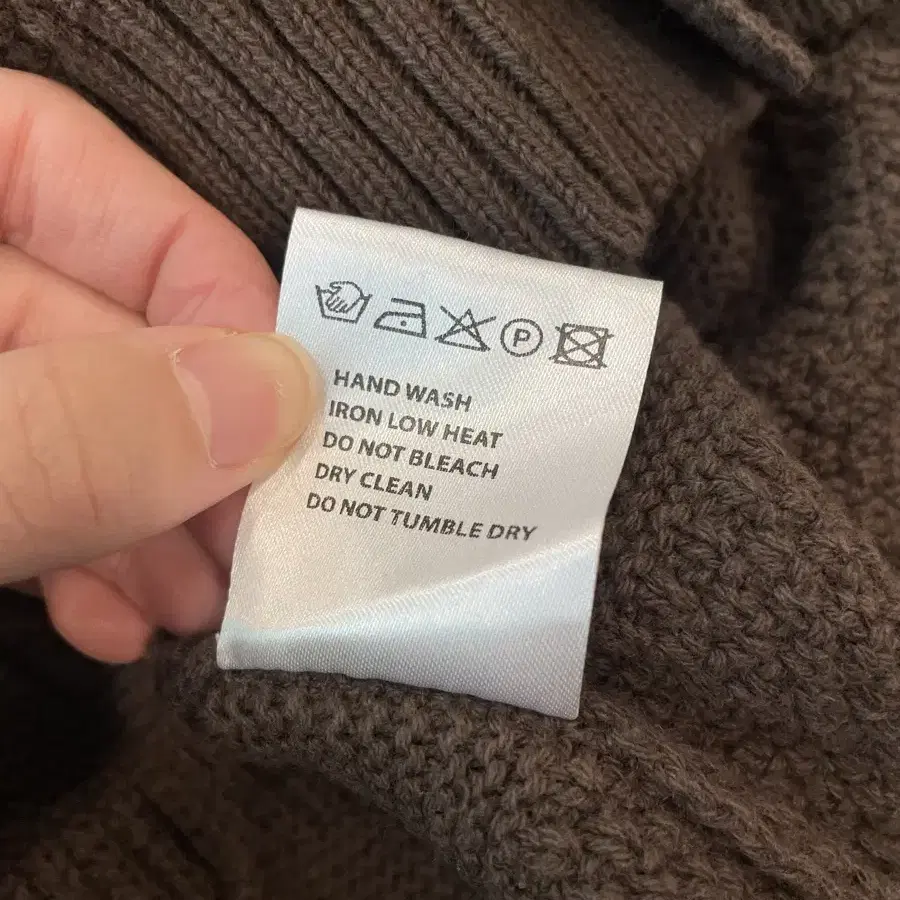 P
HAND WASH
IRON LOW HEAT
DO NOT BLEACH
DRY CLEAN
DO NOT TUMBLE DRY